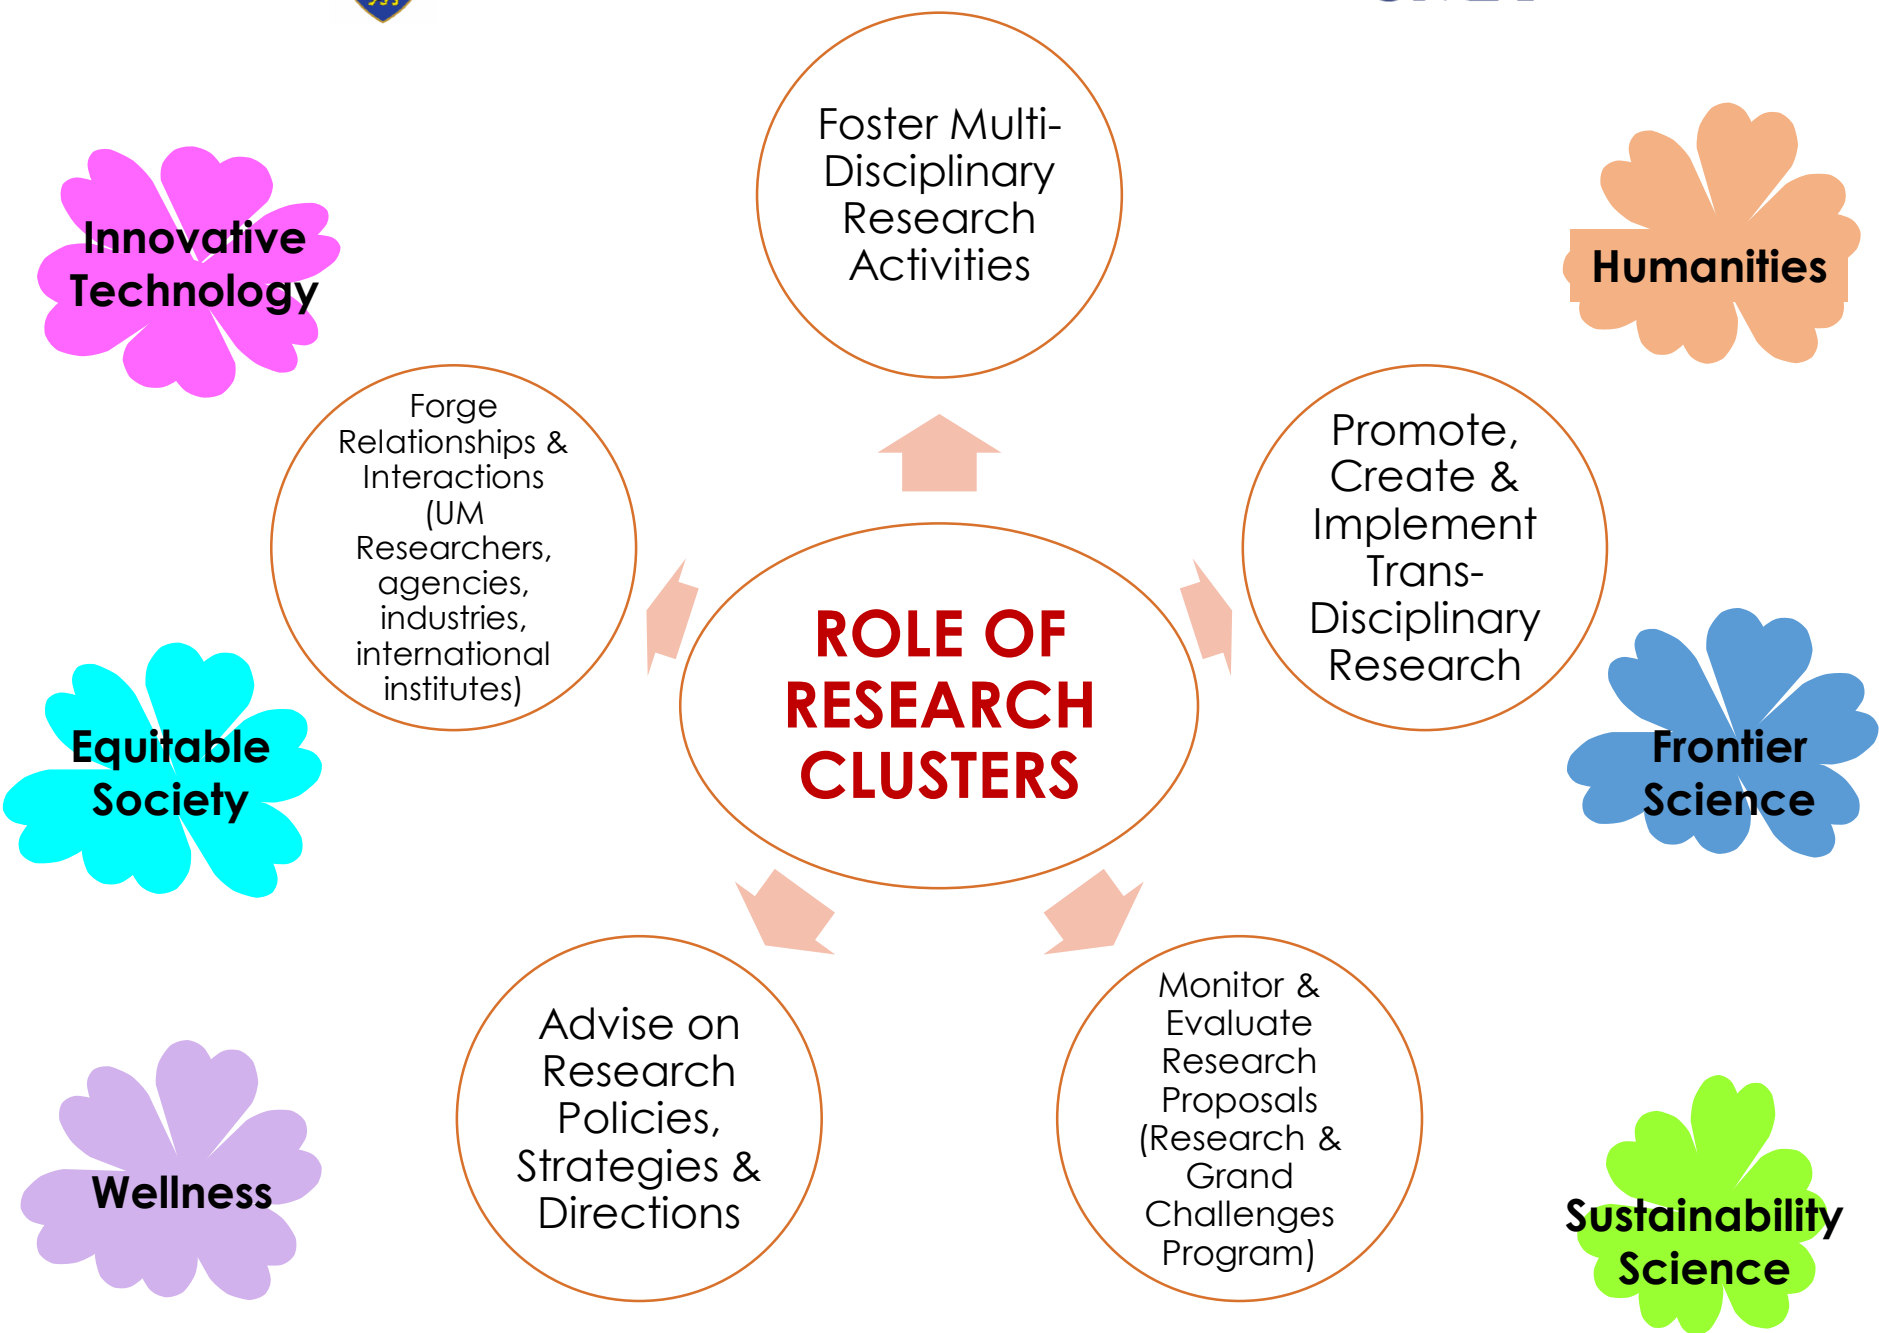 Foster Multi-
Disciplinary
Research
Activities
Innovative
Technology
Humanities
Forge
Relationships &
Interactions
(UM
Researchers,
agencies,
industries,
international
institutes)
Promote,
Create &
Implement
Trans-
Disciplinary
Research
ROLE OF
RESEARCH
CLUSTERS
Equitable
Society
Frontier
Science
Advise on
Research
Policies,
Strategies &
Directions
Monitor &
Evaluate
Research
Proposals
(Research &
Grand
Challenges
Program)
Wellness
Sustainability
Science